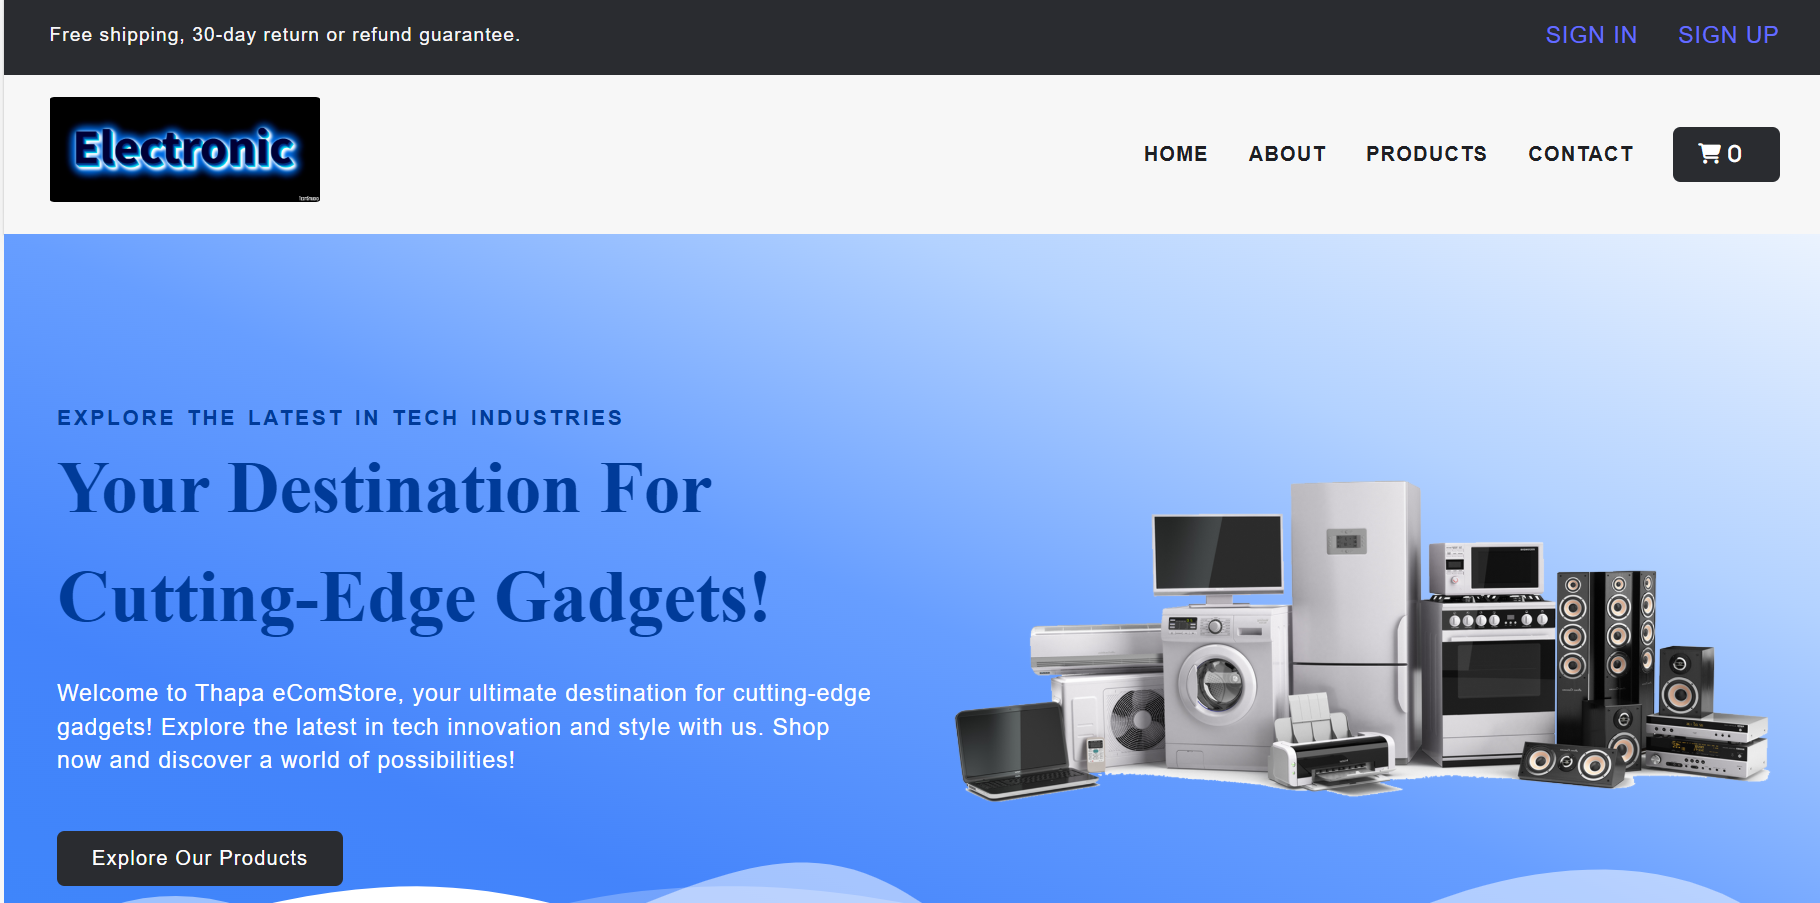 Free shipping, 30-day return or refund guarantee.
SIGN IN
SIGN UP
Electronic
HOME
ABOUT
PRODUCTS
CONTACT
0
EXPLORE THE LATEST IN TECH INDUSTRIES
Your Destination For
Cutting-Edge Gadgets!
Welcome to Thapa eComStore, your ultimate destination for cutting-edge
gadgets! Explore the latest in tech innovation and style with us. Shop
now and discover a world of possibilities!
Explore Our Products